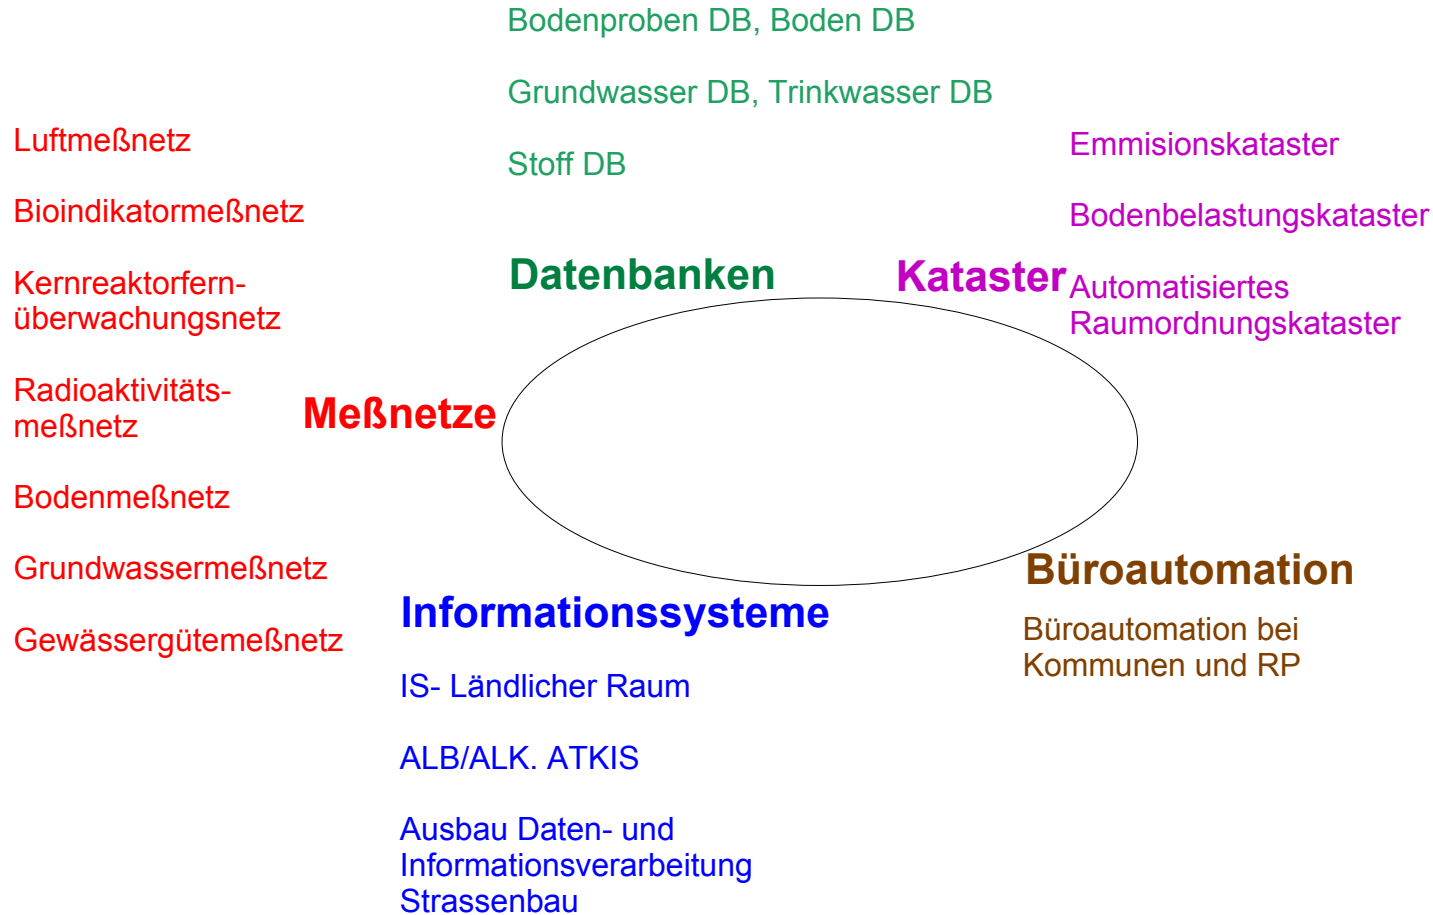 Bodenproben DB, Boden DB
Grundwasser DB, Trinkwasser DB
Stoff DB
Datenbanken
Kataster
Emmisionskataster
Bodenbelastungskataster
Automatisiertes
Raumordnungskataster
Luftmeßnetz
Bioindikatormeßnetz
Kernreaktorfern-
überwachungsnetz
Radioaktivitäts-
meßnetz
Bodenmeßnetz
Grundwassermeßnetz
Gewässergütemeßnetz
Meßnetze
Informationssysteme
IS- Ländlicher Raum
ALB/ALK. ATKIS
Ausbau Daten- und
Informationsverarbeitung
Strassenbau
Büroautomation
Büroautomation bei
Kommunen und RP